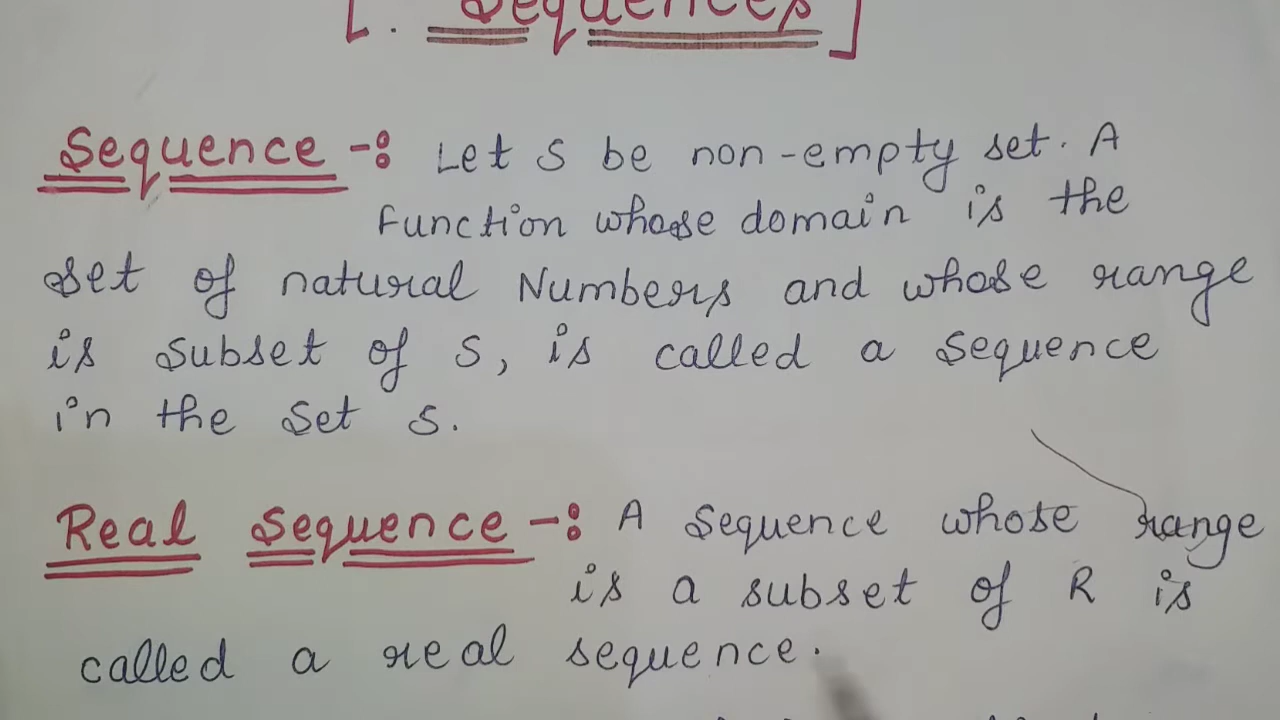 [. Sequences]
Sequence -: Let S be non-empty set. A
function whose domain is the
set of natural Numbers and whose range
is subset of S, is called a sequence
in the set S.
Real Sequence -: A sequence whose range
is a subset of R is
called a real sequence.